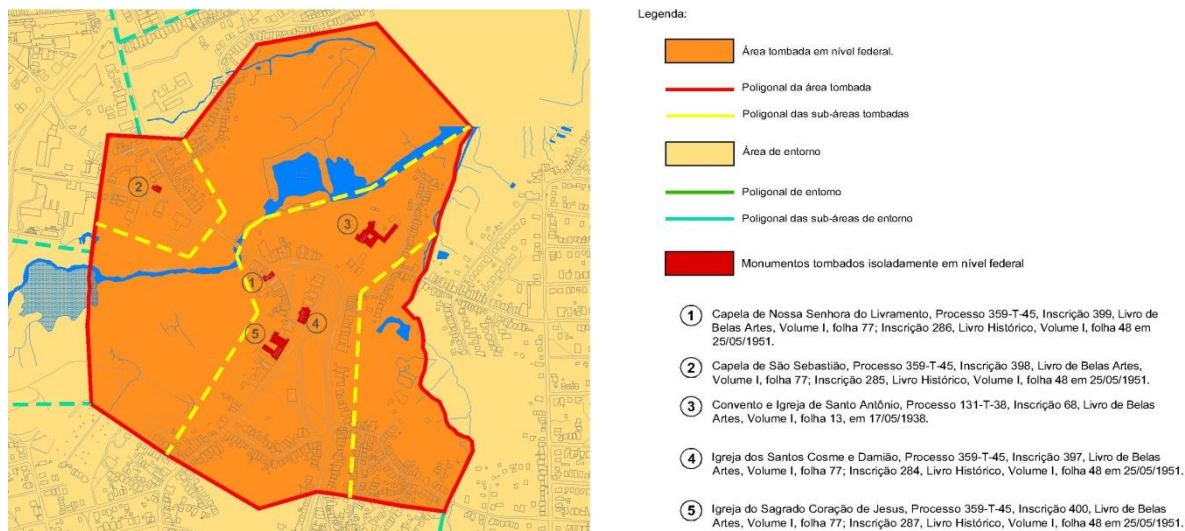 2
3
1
4
5
Legenda:
Área tombada em nível federal.
Poligonal da área tombada
Poligonal das sub-áreas tombadas
Área de entorno
Poligonal de entorno
Poligonal das sub-áreas de entorno
Monumentos tombados isoladamente em nível federal
1 Capela de Nossa Senhora do Livramento, Processo 359-T-45, Inscrição 399, Livro de
Belas Artes, Volume I, folha 77; Inscrição 286, Livro Histórico, Volume I, folha 48 em
25/05/1951.
2 Capela de São Sebastião, Processo 359-T-45, Inscrição 398, Livro de Belas Artes,
Volume I, folha 77; Inscrição 285, Livro Histórico, Volume I, folha 48 em 25/05/1951.
3 Convento e Igreja de Santo Antônio, Processo 131-T-38, Inscrição 68, Livro de Belas
Artes, Volume I, folha 13, em 17/05/1938.
4 Igreja dos Santos Cosme e Damião, Processo 359-T-45, Inscrição 397, Livro de Belas
Artes, Volume I, folha 77; Inscrição 284, Livro Histórico, Volume I, folha 48 em 25/05/1951.
5 Igreja do Sagrado Coração de Jesus, Processo 359-T-45, Inscrição 400, Livro de Belas
Artes, Volume I, folha 77; Inscrição 287, Livro Histórico, Volume I, folha 48 em 25/05/1951